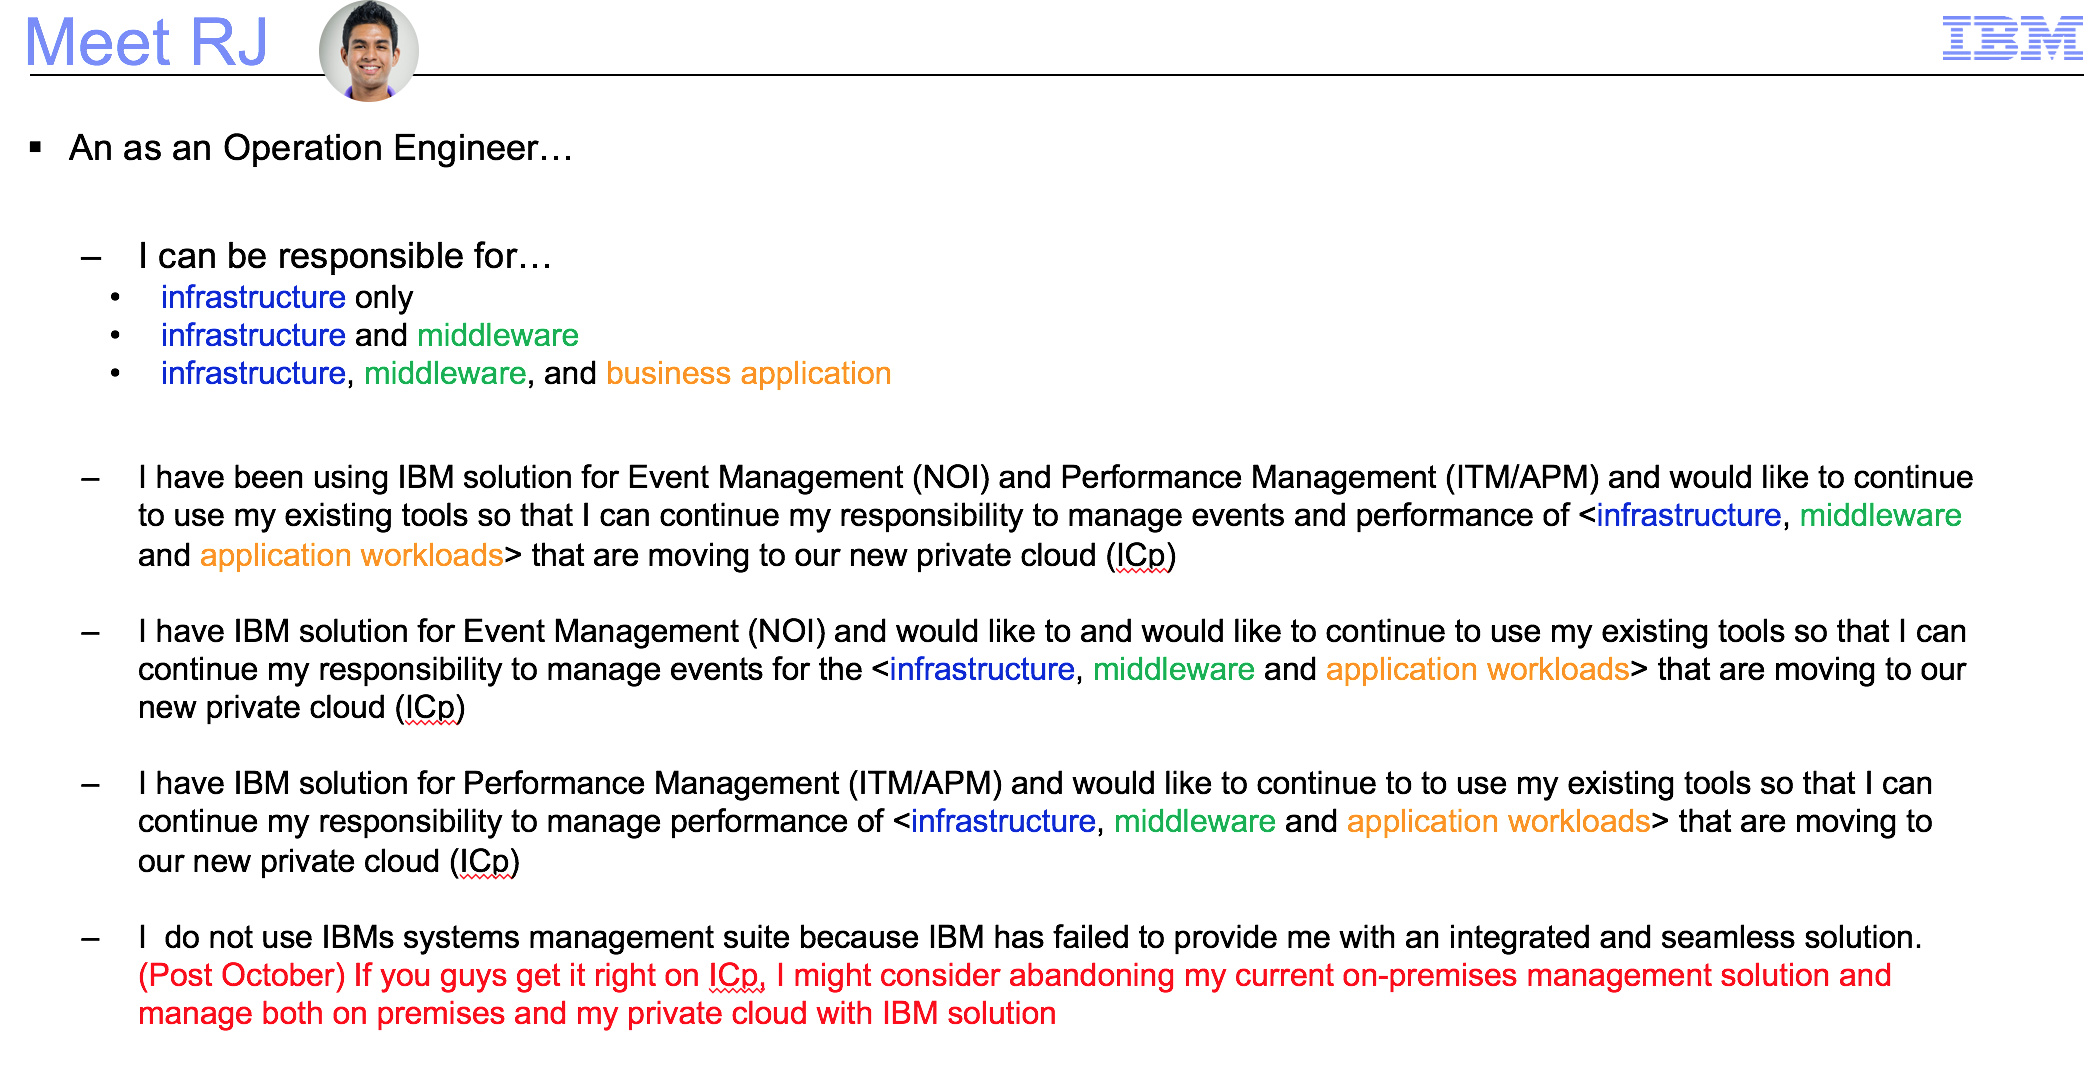 Meet RJ
IBM
▪ An as an Operation Engineer…
– I can be responsible for…
• infrastructure only
• infrastructure and middleware
• infrastructure, middleware, and business application
– I have been using IBM solution for Event Management (NOI) and Performance Management (ITM/APM) and would like to continue
to use my existing tools so that I can continue my responsibility to manage events and performance of <infrastructure, middleware
and application workloads> that are moving to our new private cloud (ICp)
– I have IBM solution for Event Management (NOI) and would like to and would like to continue to use my existing tools so that I can
continue my responsibility to manage events for the <infrastructure, middleware and application workloads> that are moving to our
new private cloud (ICp)
– I have IBM solution for Performance Management (ITM/APM) and would like to continue to to use my existing tools so that I can
continue my responsibility to manage performance of <infrastructure, middleware and application workloads> that are moving to
our new private cloud (ICp)
– I  do not use IBMs systems management suite because IBM has failed to provide me with an integrated and seamless solution.
(Post October) If you guys get it right on ICp, I might consider abandoning my current on-premises management solution and
manage both on premises and my private cloud with IBM solution